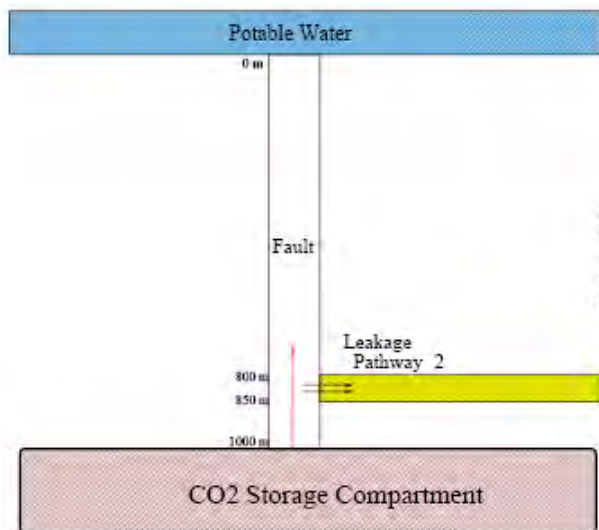 Potable Water
0 m
Fault
Leakage
Pathway 2
800 m
850 m
1000 m
CO2 Storage Compartment